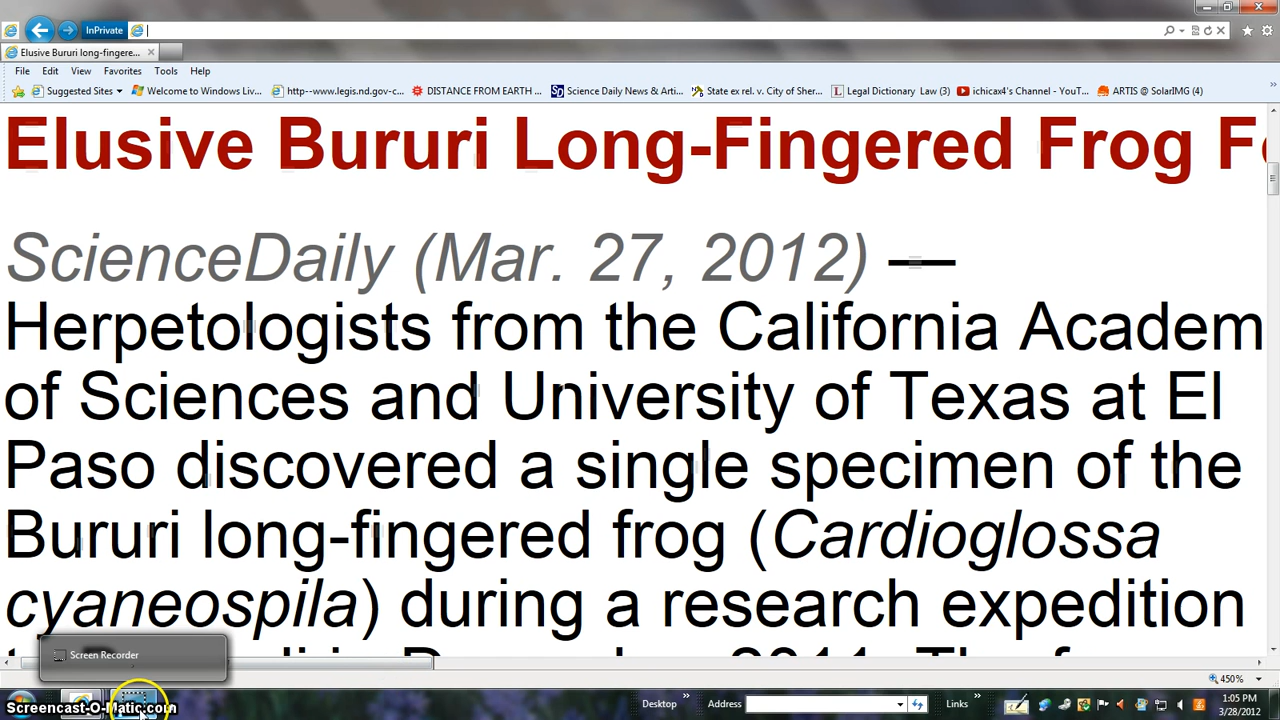 InPrivate
Elusive Bururi long-fingere...
File Edit View Favorites Tools Help
Suggested Sites Welcome to Windows Liv... http--www.legis.nd.gov-c... DISTANCE FROM EARTH ... Science Daily News & Arti... State ex rel. v. City of Sher... Legal Dictionary Law (3) ichicax4's Channel - YouT... ARTIS @ SolarIMG (4)
Elusive Bururi Long-Fingered Frog Fo
ScienceDaily (Mar. 27, 2012) —
Herpetologists from the California Academ
of Sciences and University of Texas at El
Paso discovered a single specimen of the
Bururi long-fingered frog (Cardioglossa
cyaneospila) during a research expedition
Screen Recorder
450%
Screencast-O-Matic.com
Desktop Address Links
1:05 PM
3/28/2012